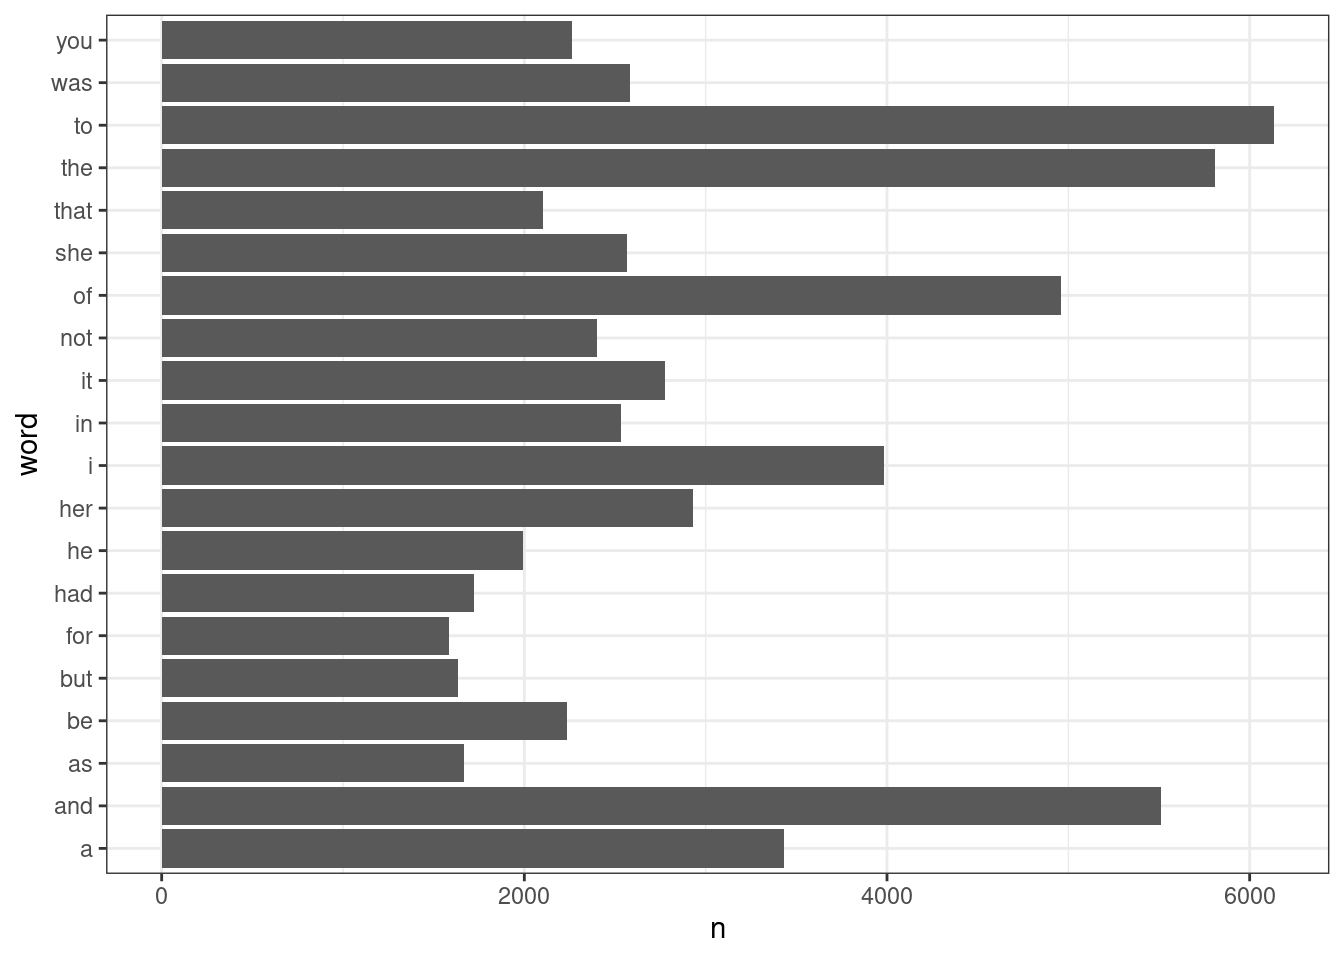 you
was
to
the
that
she
of
not
it
in
i
her
he
had
for
but
be
as
and
a
word
0 2000 4000 6000
n